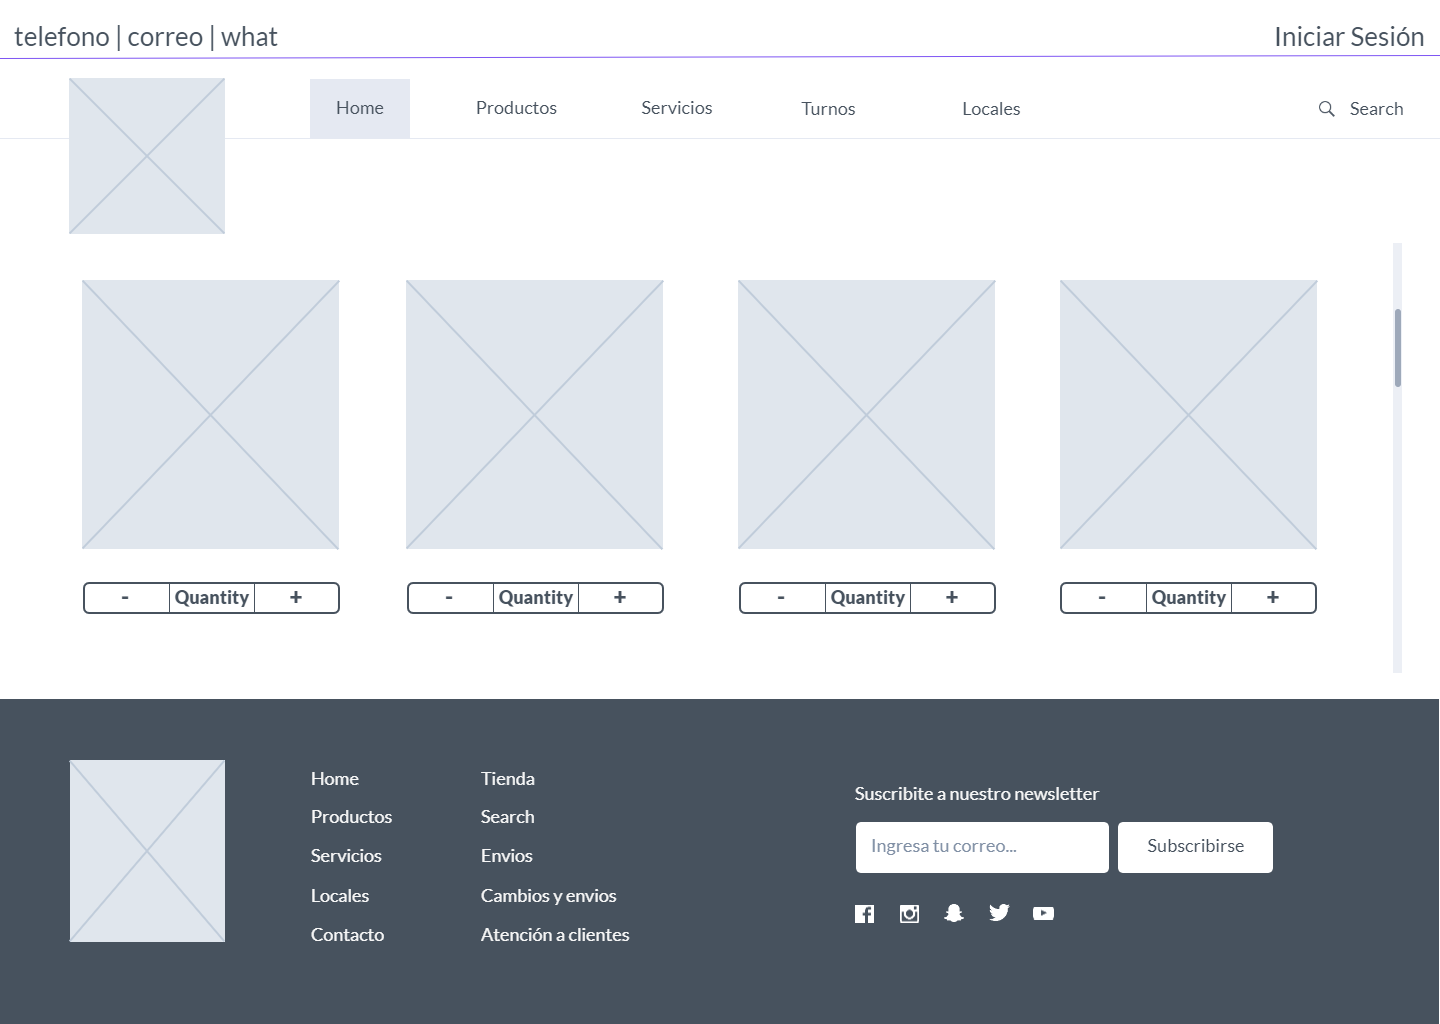 telefono | correo | what
Iniciar Sesión
Home
Productos
Servicios
Turnos
Locales
Search
- Quantity +
- Quantity +
- Quantity +
- Quantity +
Home
Productos
Servicios
Locales
Contacto
Tienda
Search
Envios
Cambios y envios
Atención a clientes
Suscribite a nuestro newsletter
Ingresa tu correo...
Subscribirse